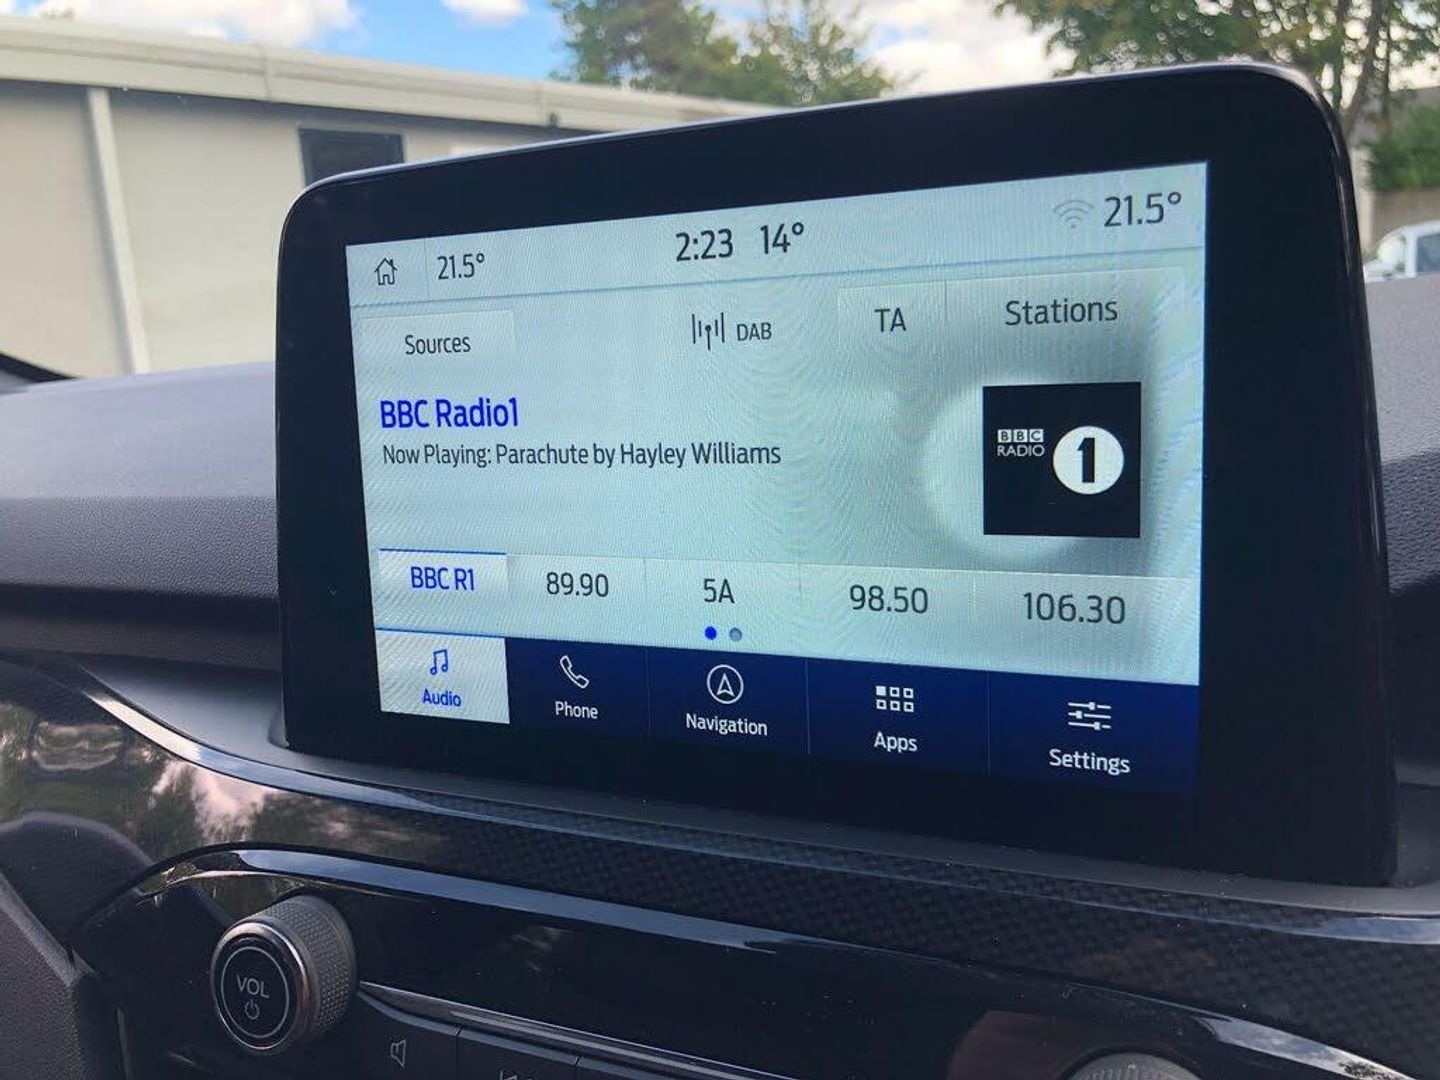 21.5° 2:23 14° 21.5°
Sources DAB TA Stations
BBC Radio1
Now Playing: Parachute by Hayley Williams
BBC
RADIO 1
BBC R1 89.90 5A 98.50 106.30
Audio Phone Navigation Apps Settings
VOL